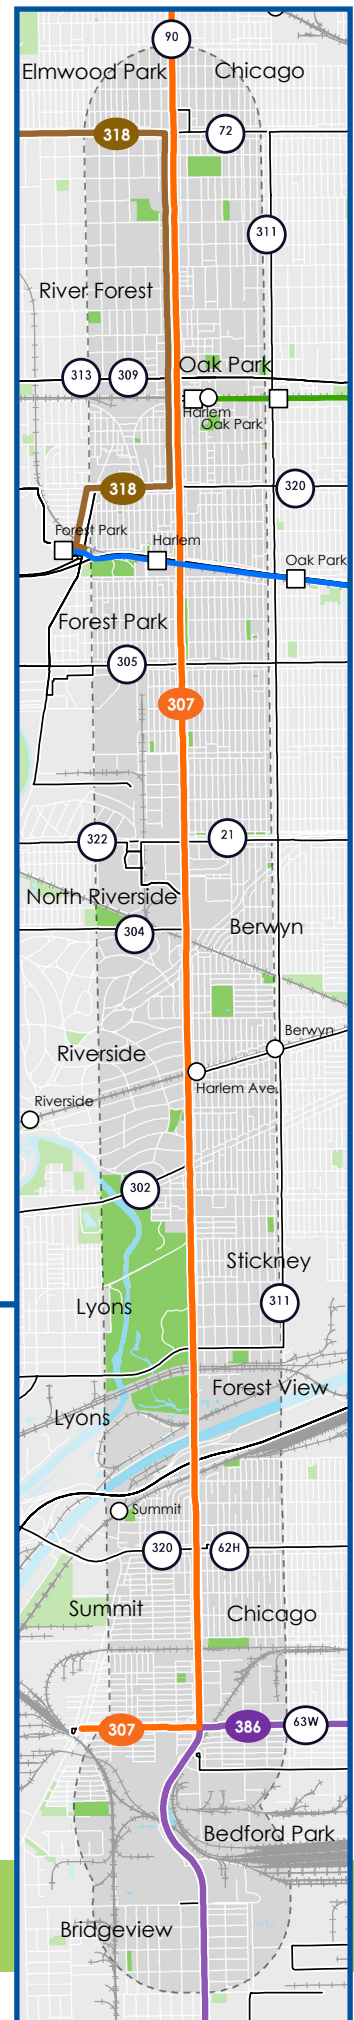 90
Elmwood Park
Chicago
318
72
311
River Forest
Oak Park
313
309
Harlem
Oak Park
318
320
Forest Park
Harlem
Oak Park
Forest Park
305
307
322
21
North Riverside
Berwyn
304
Berwyn
Riverside
Harlem Ave.
Riverside
302
Stickney
Lyons
311
Forest View
Lyons
Summit
320
62H
Summit
Chicago
307
386
63W
Bedford Park
Bridgeview